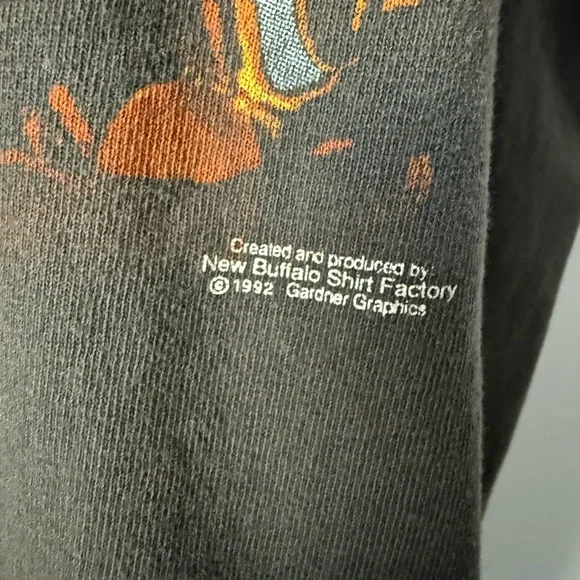 Created and produced by:
New Buffalo Shirt Factory
© 1992 Gardner Graphics